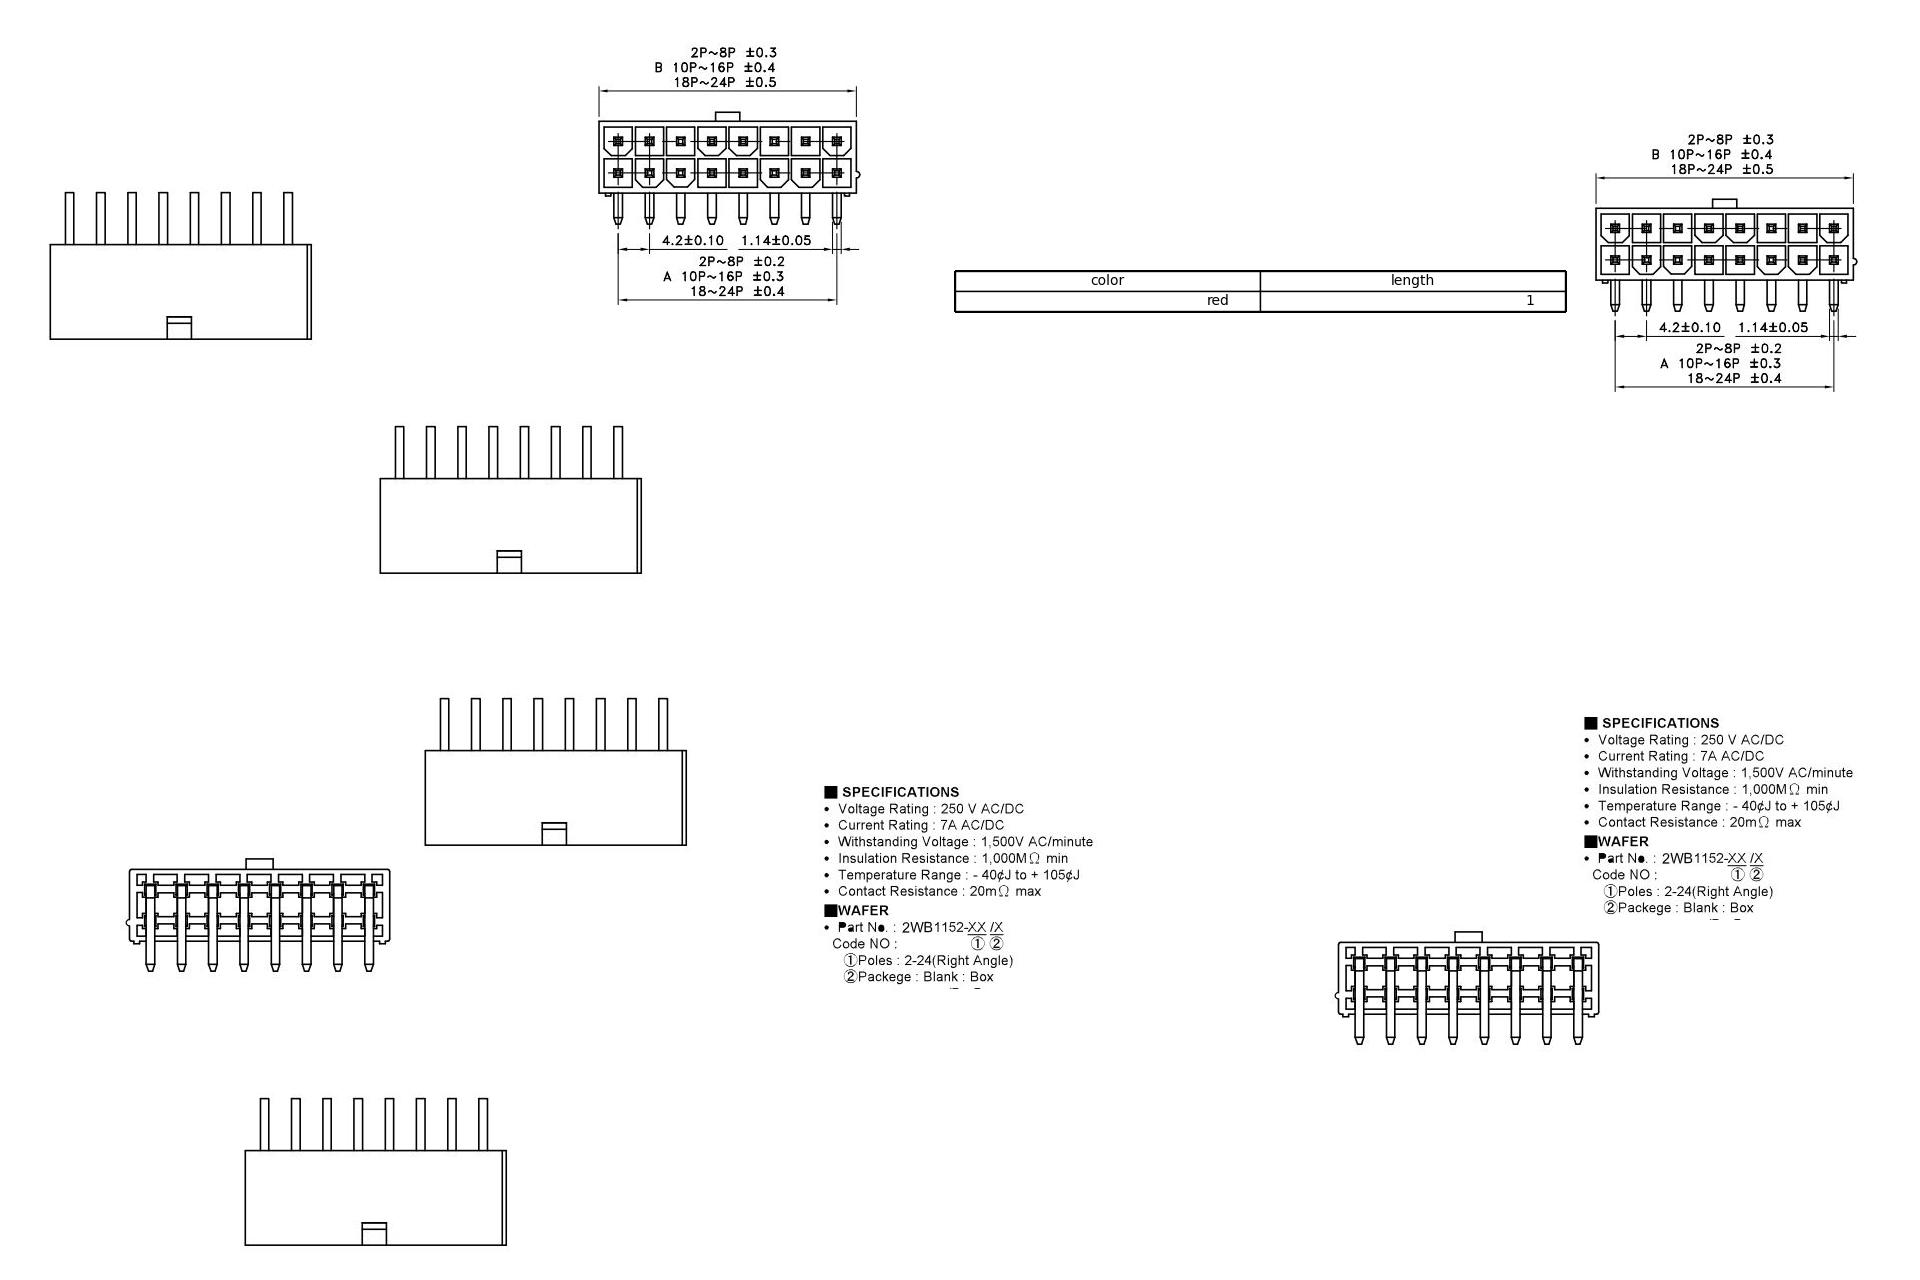 2P~8P ±0.3
B 10P~16P ±0.4
18P~24P ±0.5
4.2±0.10 1.14±0.05
2P~8P ±0.2
A 10P~16P ±0.3
18~24P ±0.4
2P~8P ±0.3
B 10P~16P ±0.4
18P~24P ±0.5
4.2±0.10 1.14±0.05
2P~8P ±0.2
A 10P~16P ±0.3
18~24P ±0.4
color length
red 1
■ SPECIFICATIONS
• Voltage Rating : 250 V AC/DC
• Current Rating : 7A AC/DC
• Withstanding Voltage : 1,500V AC/minute
• Insulation Resistance : 1,000MΩ min
• Temperature Range : - 40¢J to + 105¢J
• Contact Resistance : 20mΩ max
■WAFER
• Part No. : 2WB1152-XX /X
Code NO : ① ②
①Poles : 2-24(Right Angle)
②Packege : Blank : Box
■ SPECIFICATIONS
• Voltage Rating : 250 V AC/DC
• Current Rating : 7A AC/DC
• Withstanding Voltage : 1,500V AC/minute
• Insulation Resistance : 1,000MΩ min
• Temperature Range : - 40¢J to + 105¢J
• Contact Resistance : 20mΩ max
■WAFER
• Part No. : 2WB1152-XX /X
Code NO : ① ②
①Poles : 2-24(Right Angle)
②Packege : Blank : Box